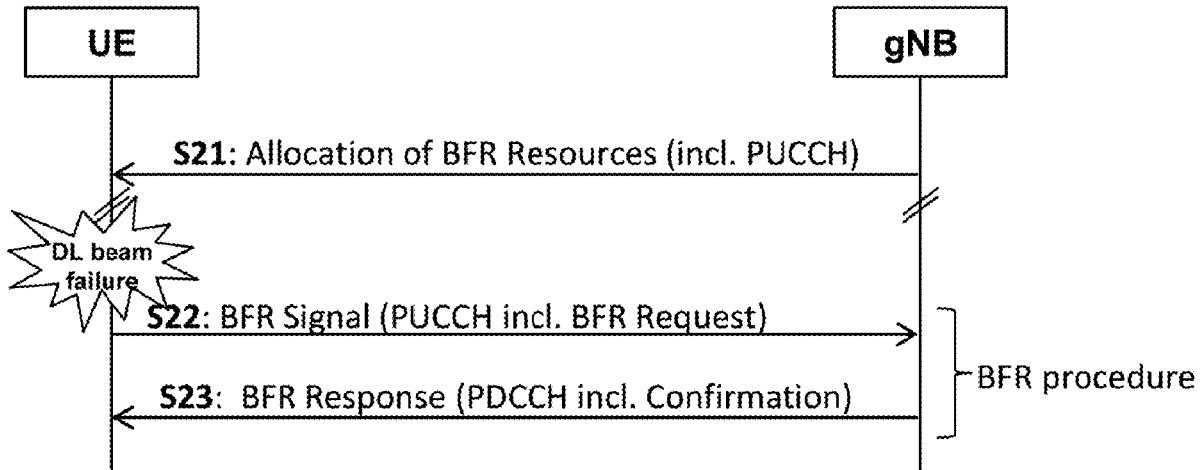 UE
gNB
S21: Allocation of BFR Resources (incl. PUCCH)
DL beam
failure
S22: BFR Signal (PUCCH incl. BFR Request)
S23: BFR Response (PDCCH incl. Confirmation)
BFR procedure